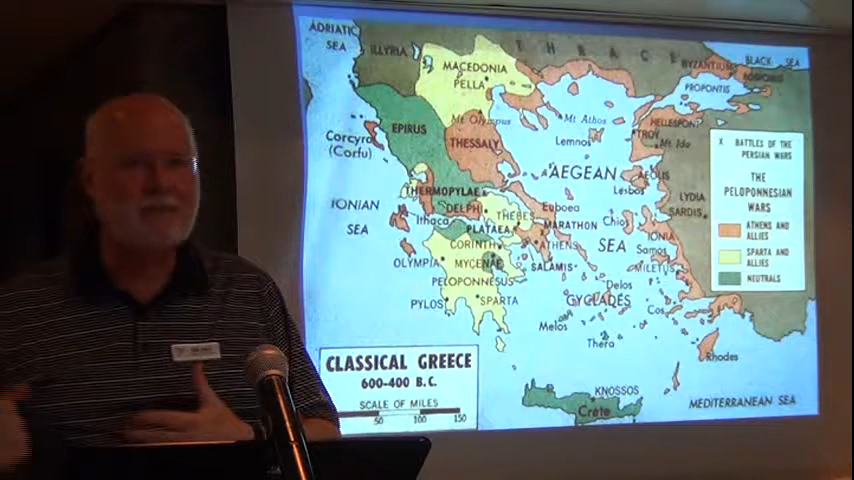 ADRIATIC
SEA
ILLYRIA
T H R A C E
BLACK SEA
BYZANTIUM
BOSPORUS
MACEDONIA
PELLA
PROPONTIS
Mt Olympus
Mt Athos
HELLESPONT
Corcyra
(Corfu)
EPIRUS
THESSALY
Lemnos
TROY
Mt Ida
X BATTLES OF THE
PERSIAN WARS
THE
PELOPONNESIAN
WARS
ATHENS AND
ALLIES
SPARTA AND
ALLIES
NEUTRALS
AEGEAN
SEA
AEOLIS
Lesbos
LYDIA
SARDIS
THERMOPYLAE
IONIAN
SEA
Ithaca
DELPHI
THEBES
Euboea
PLATAEA
MARATHON
Chios
CORINTH
ATHENS
IONIA
Samos
OLYMPIA
MYCENAE
SALAMIS
MILETUS
PELOPONNESUS
Delos
PYLOS
SPARTA
CYCLADES
Cos
Melos
Thera
Rhodes
CLASSICAL GREECE
600-400 B.C.
SCALE OF MILES
50 100 150
KNOSSOS
Crete
MEDITERRANEAN SEA